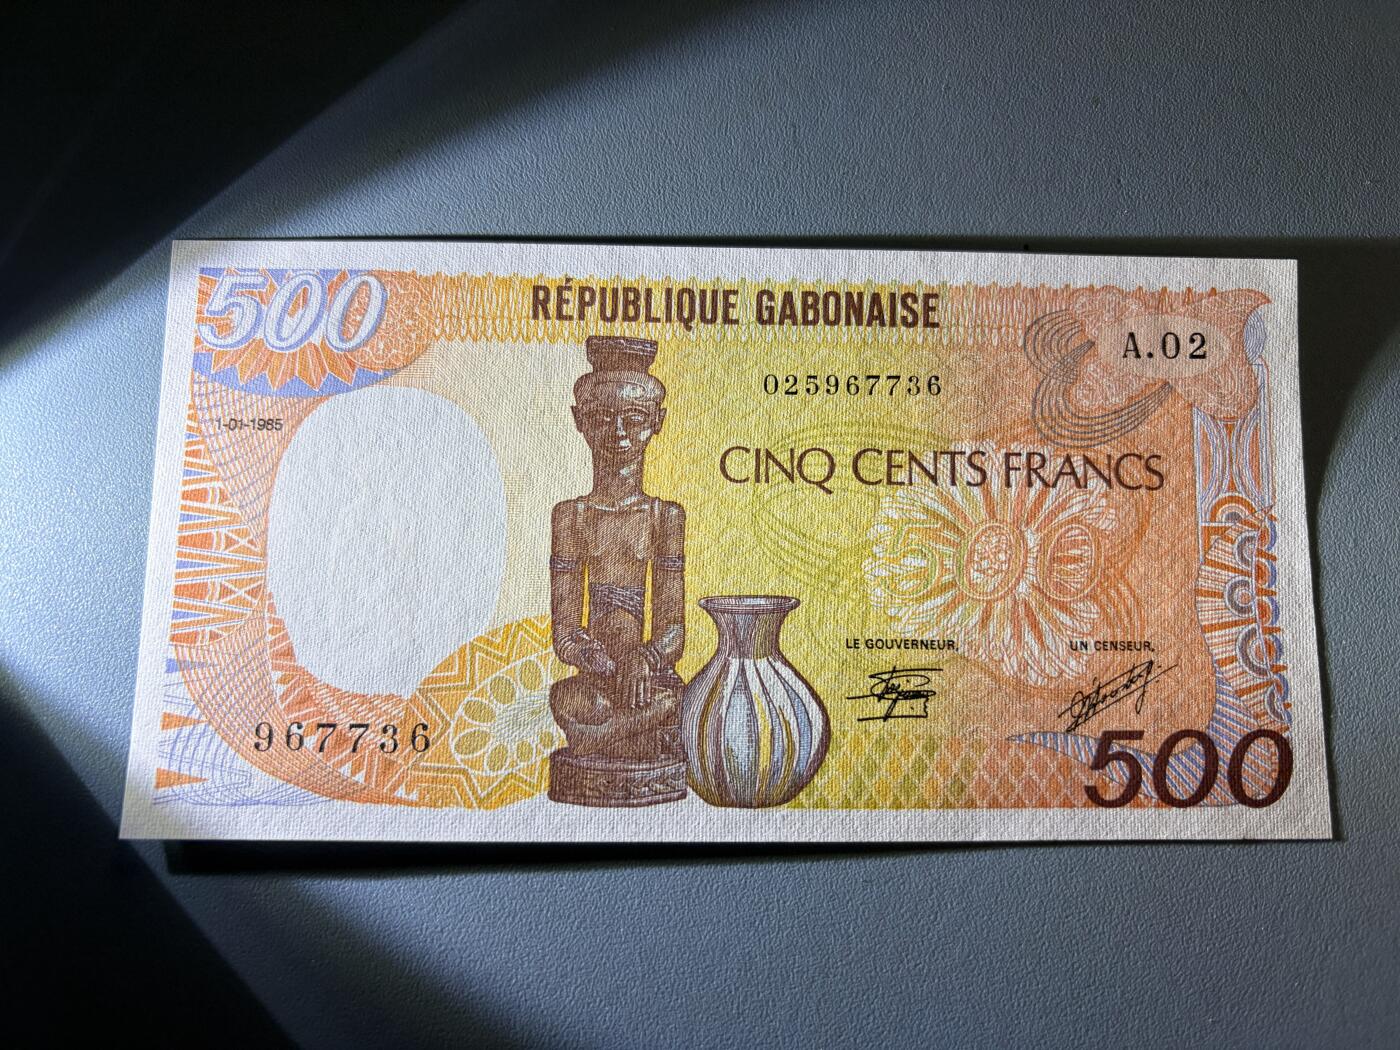 500
RÉPUBLIQUE GABONAISE
A.02
025967736
1-01-1985
CINQ CENTS FRANCS
LE GOUVERNEUR,
UN CENSEUR,
967736
500